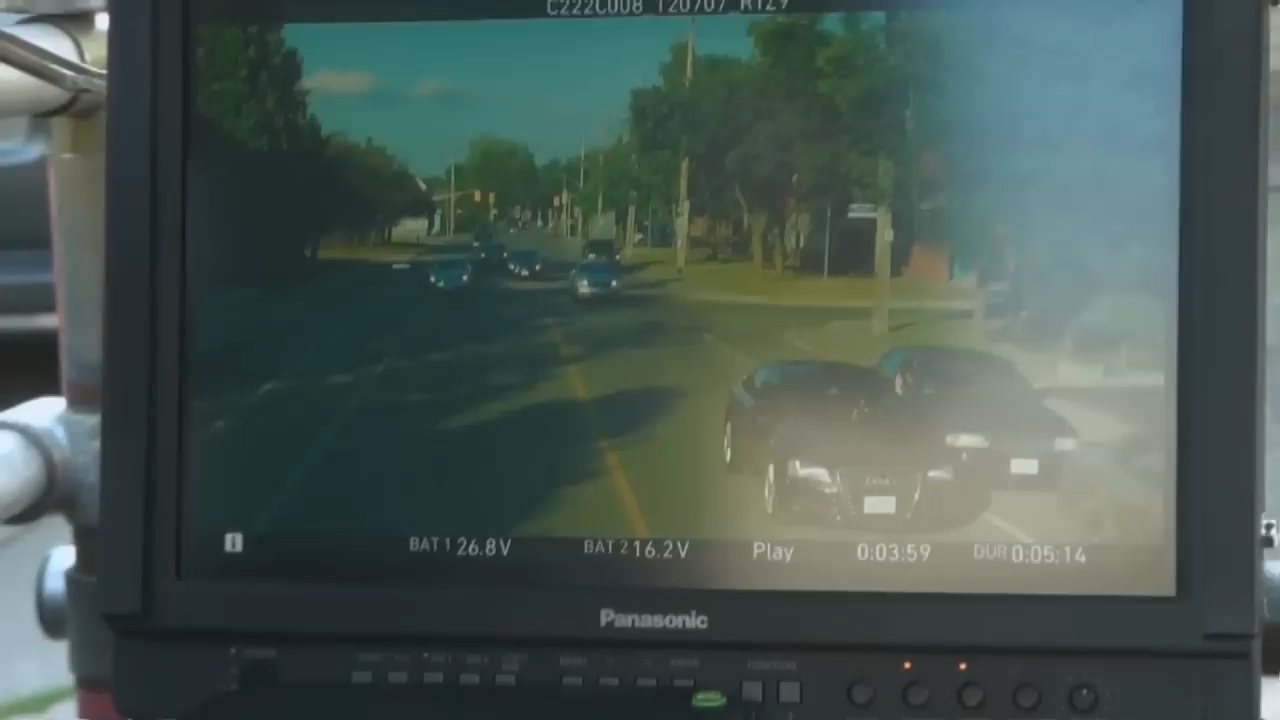 C222C008 120707 R1Z9
BAT 1 26.8V BAT 2 16.2V Play 0:03:59 DUR 0:05:14
Panasonic
FUNCTION